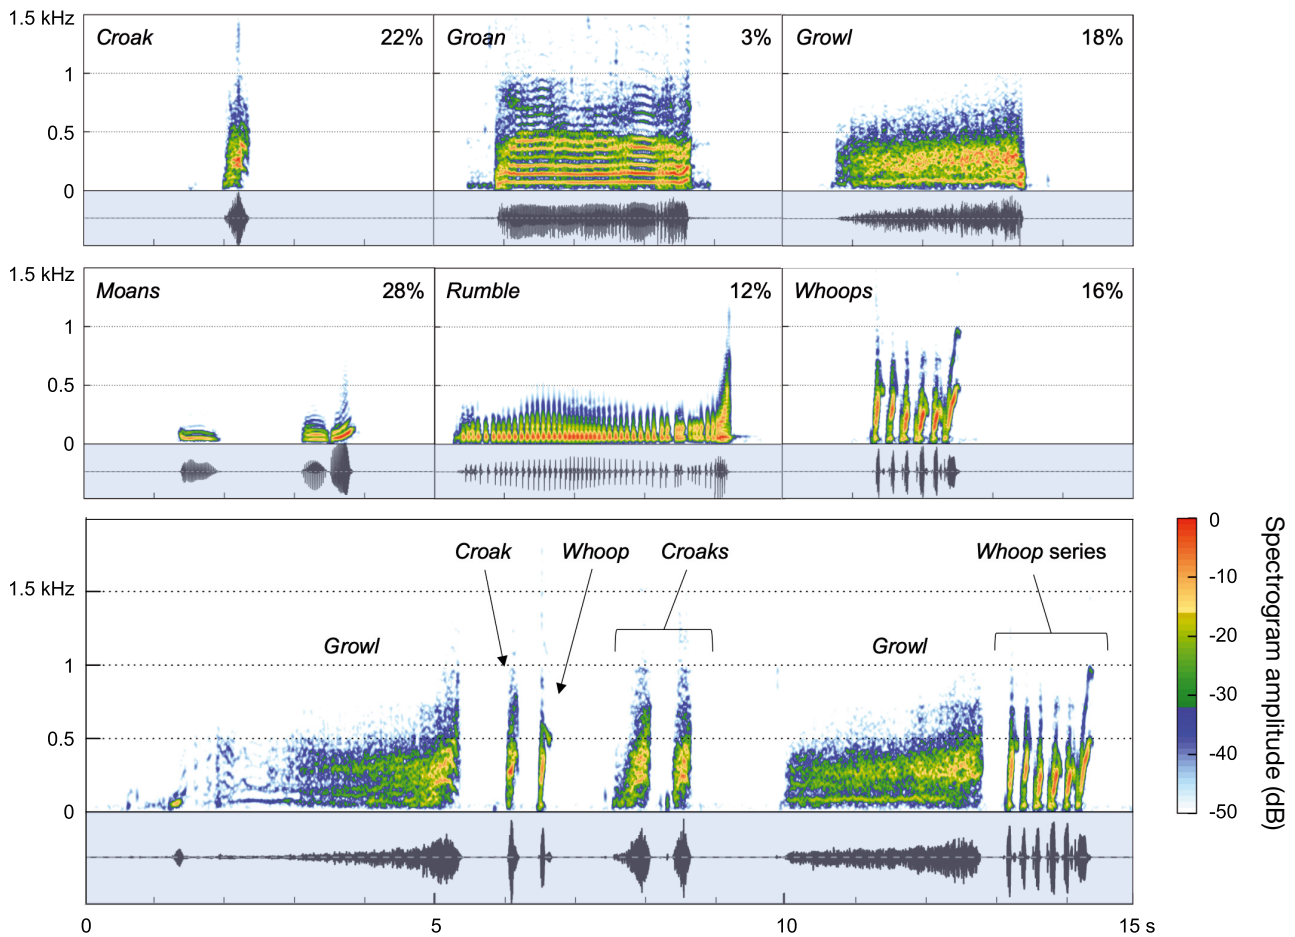 1.5 kHz
Croak 22% Groan 3% Growl 18%
1
0.5
0
1.5 kHz
Moans 28% Rumble 12% Whoops 16%
1
0.5
0
Croak Whoop Croaks Whoop series
1.5 kHz
Growl Growl
1
0.5
0
0 5 10 15 s
0
-10
-20
-30
-40
-50
Spectrogram amplitude (dB)